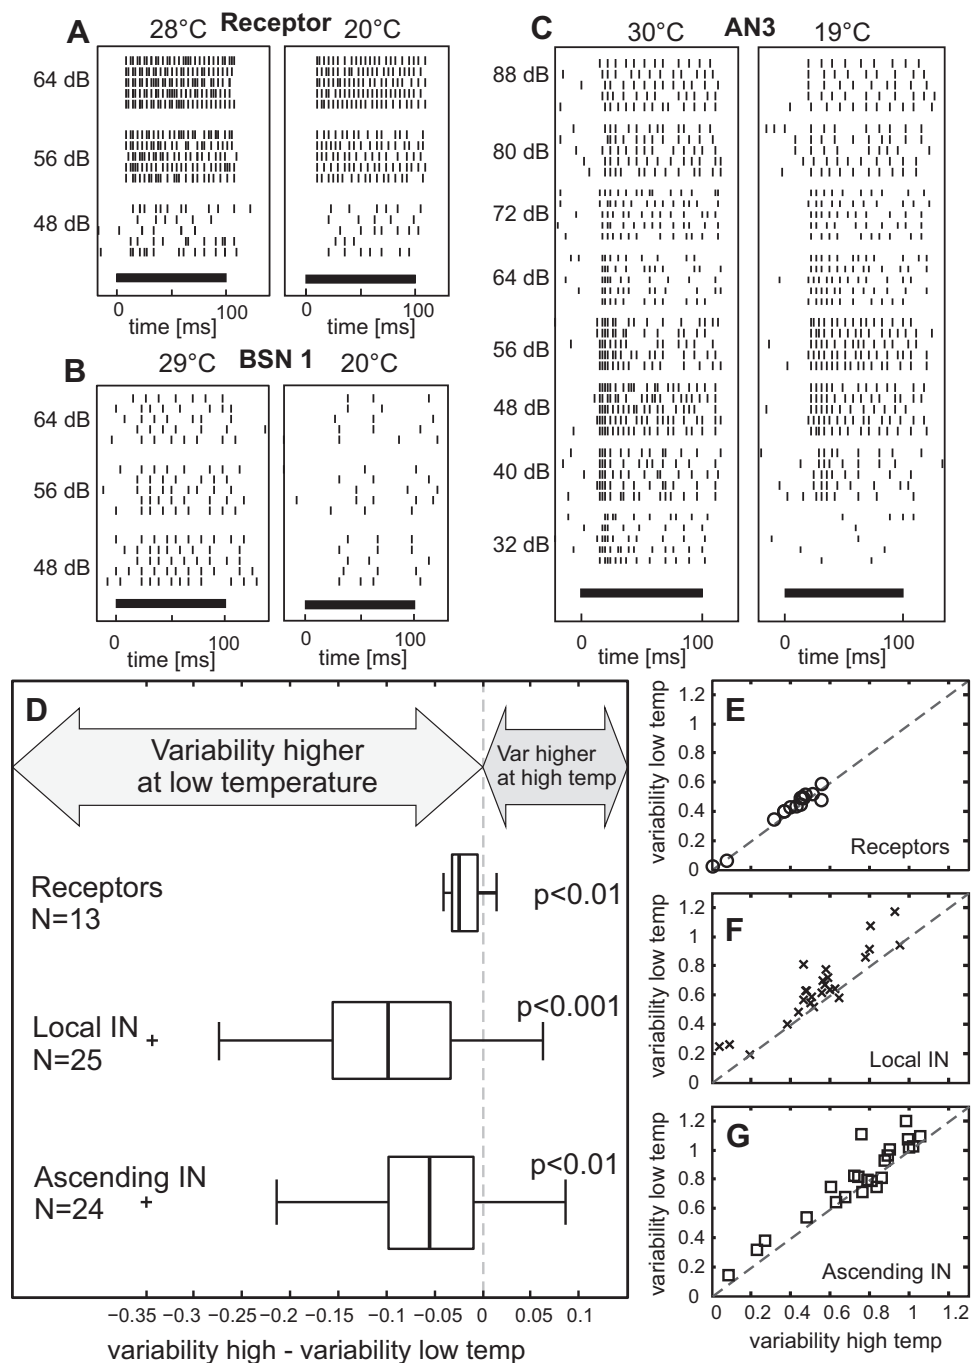 A
Receptor
28°C
20°C
64 dB
56 dB
48 dB
0
100
time [ms]
0
100
time [ms]
B
BSN 1
29°C
20°C
64 dB
56 dB
48 dB
0
100
time [ms]
0
100
time [ms]
C
AN3
30°C
19°C
88 dB
80 dB
72 dB
64 dB
56 dB
48 dB
40 dB
32 dB
0
100
time [ms]
0
100
time [ms]
D
Variability higher
at low temperature
Var higher
at high temp
Receptors
N=13
p<0.01
Local IN
N=25
p<0.001
Ascending IN
N=24
p<0.01
−0.35 −0.3 −0.25 −0.2 −0.15 −0.1 −0.05 0 0.05 0.1
variability high - variability low temp
E
variability low temp
1.2
1
0.8
0.6
0.4
0.2
0
Receptors
F
variability low temp
1.2
1
0.8
0.6
0.4
0.2
0
Local IN
G
variability low temp
1.2
1
0.8
0.6
0.4
0.2
0
Ascending IN
0 0.2 0.4 0.6 0.8 1 1.2
variability high temp